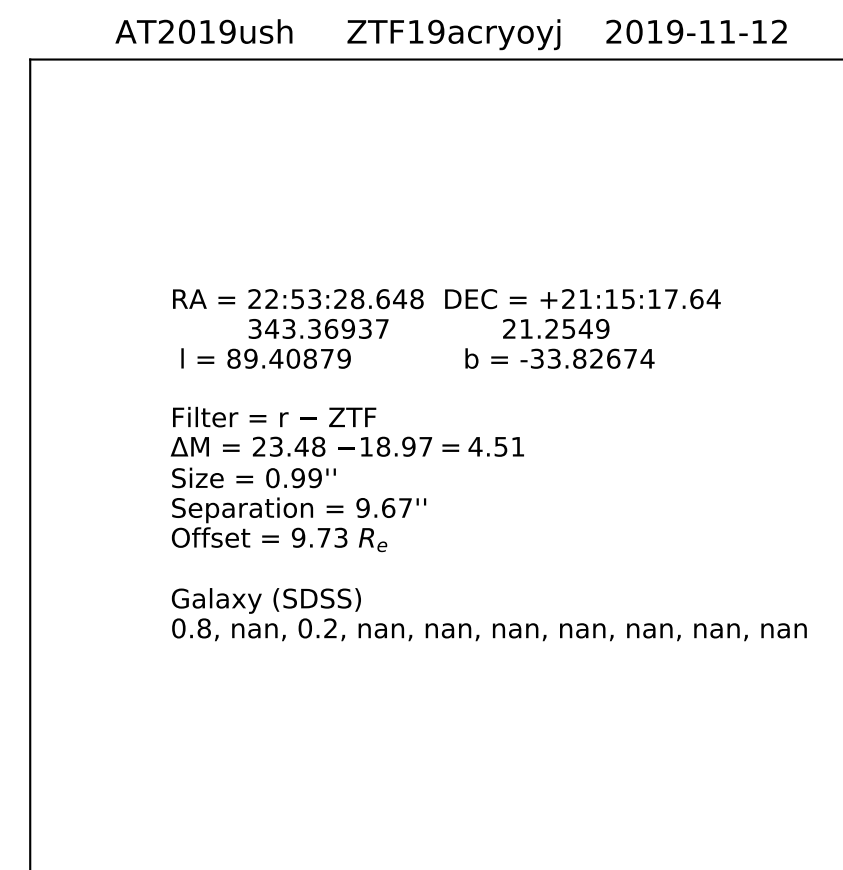 AT2019ush ZTF19acryoyj 2019-11-12
RA = 22:53:28.648 DEC = +21:15:17.64
343.36937 21.2549
l = 89.40879 b = -33.82674
Filter = r − ZTF
ΔM = 23.48 −18.97 = 4.51
Size = 0.99''
Separation = 9.67''
Offset = 9.73 Re
Galaxy (SDSS)
0.8, nan, 0.2, nan, nan, nan, nan, nan, nan, nan